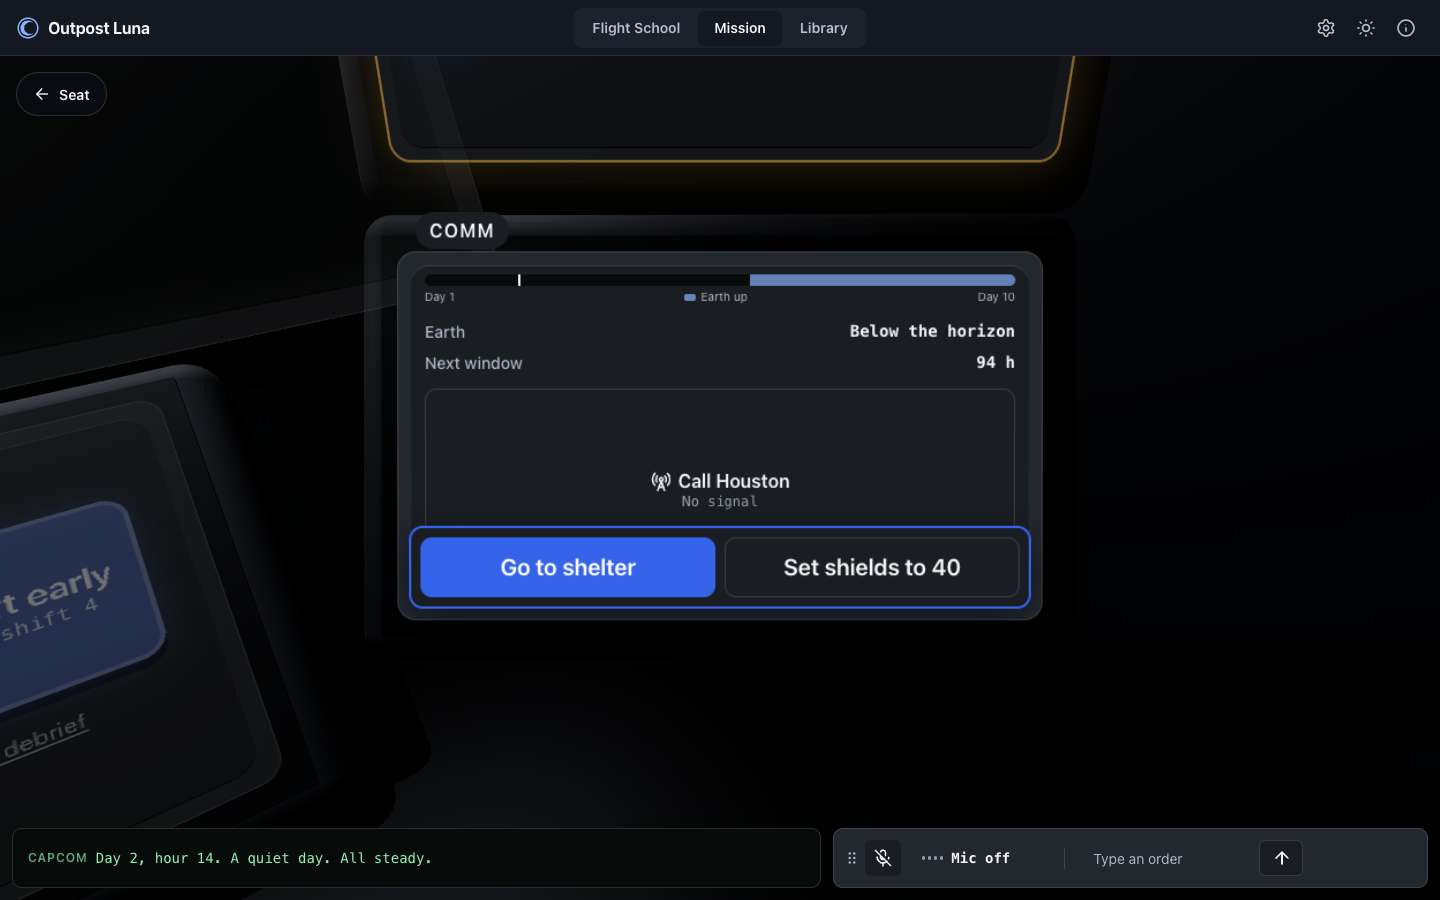 Outpost Luna
Flight School
Mission
Library
Seat
COMM
Day 1
Earth up
Day 10
Earth
Below the horizon
Next window
94 h
Call Houston
No signal
Go to shelter
Set shields to 40
t early
shift 4
debrief
CAPCOM Day 2, hour 14. A quiet day. All steady.
Mic off
Type an order